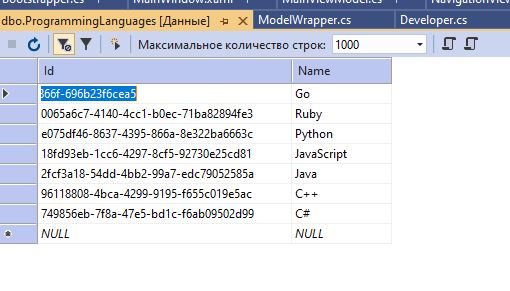 Bootstrapper.cs MainWindow.xaml MainViewModel.cs NavigationView
dbo.ProgrammingLanguages [Данные] ModelWrapper.cs Developer.cs
Максимальное количество строк: 1000
Id Name
366f-696b23f6cea5 Go
0065a6c7-4140-4cc1-b0ec-71ba82894fe3 Ruby
e075df46-8637-4395-866a-8e322ba6663c Python
18fd93eb-1cc6-4297-8cf5-92730e25cd81 JavaScript
2fcf3a18-54dd-4bb2-99a7-edc79052585a Java
96118808-4bca-4299-9195-f655c019e5ac C++
749856eb-7f8a-47e5-bd1c-f6ab09502d99 C#
NULL NULL